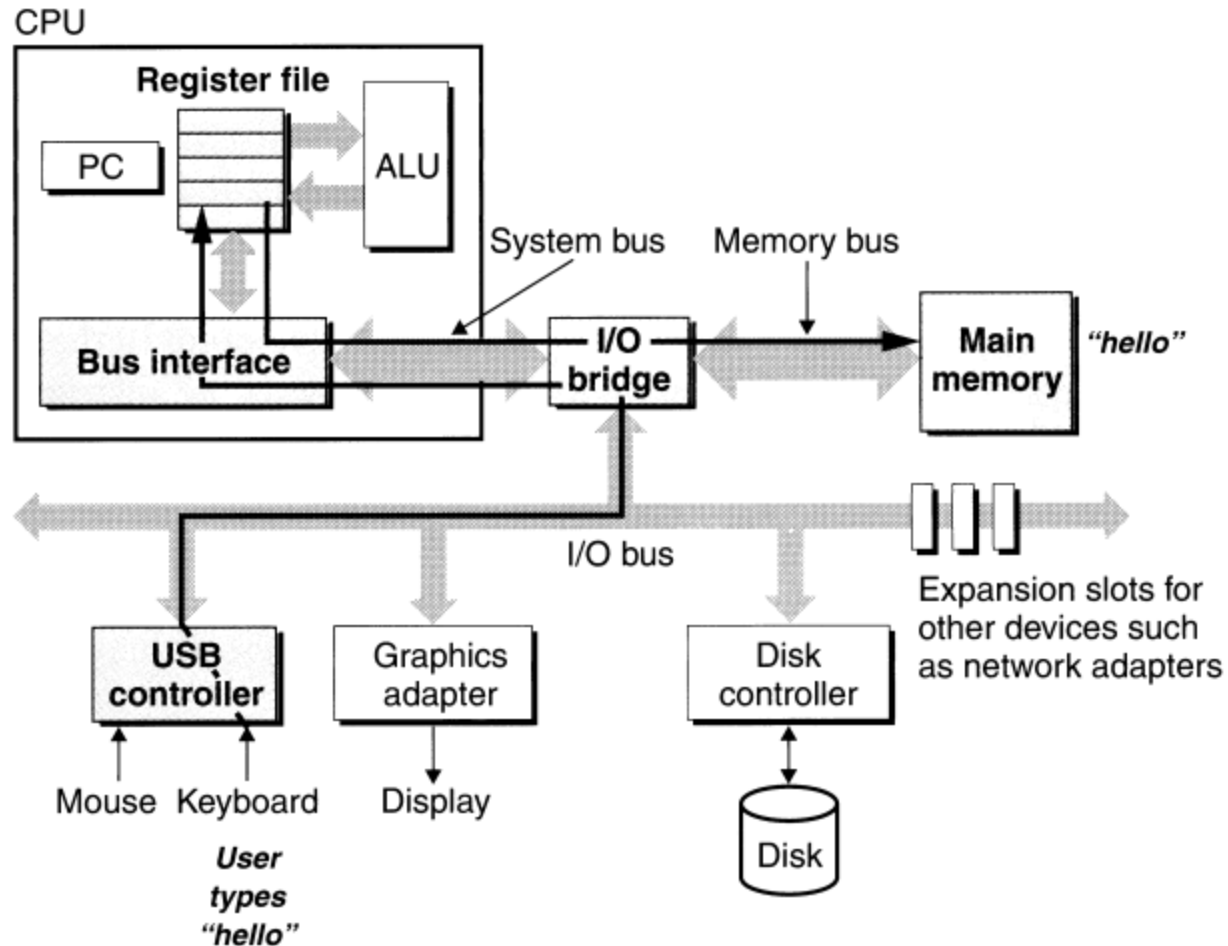 CPU
Register file
PC
ALU
System bus
Memory bus
Bus interface
I/O
bridge
Main
memory
"hello"
I/O bus
Expansion slots for
other devices such
as network adapters
USB
controller
Graphics
adapter
Disk
controller
Mouse
Keyboard
Display
Disk
User
types
"hello"